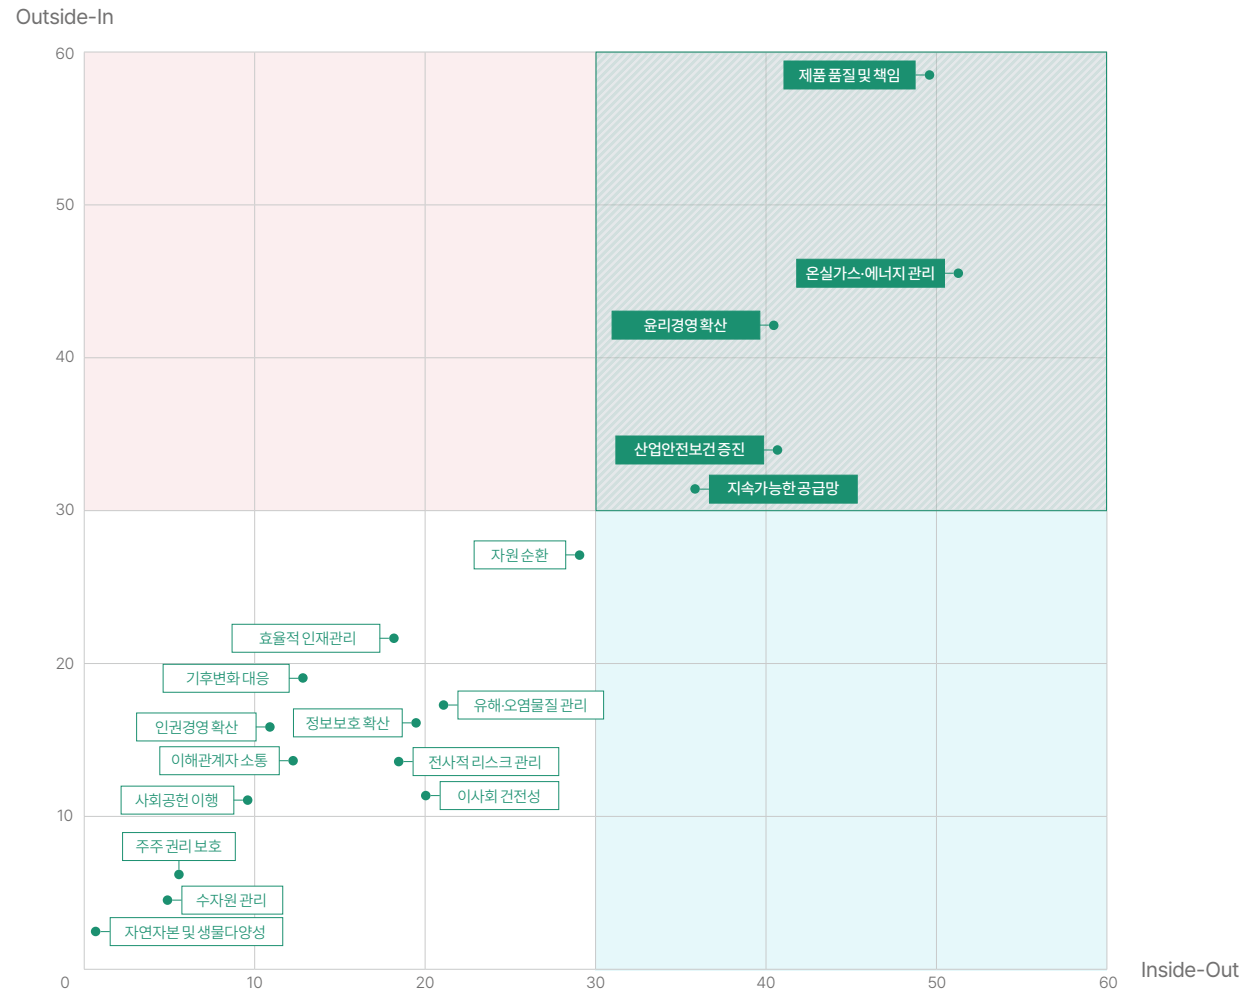 Outside-In
60
제품 품질 및 책임
50
온실가스·에너지 관리
윤리경영 확산
40
산업안전보건 증진
지속가능한 공급망
30
자원 순환
효율적 인재관리
20
기후변화 대응
유해·오염물질 관리
정보보호 확산
인권경영 확산
이해관계자 소통
전사적 리스크 관리
이사회 건전성
사회공헌 이행
10
주주 권리 보호
수자원 관리
자연자본 및 생물다양성
0
10
20
30
40
50
60
Inside-Out